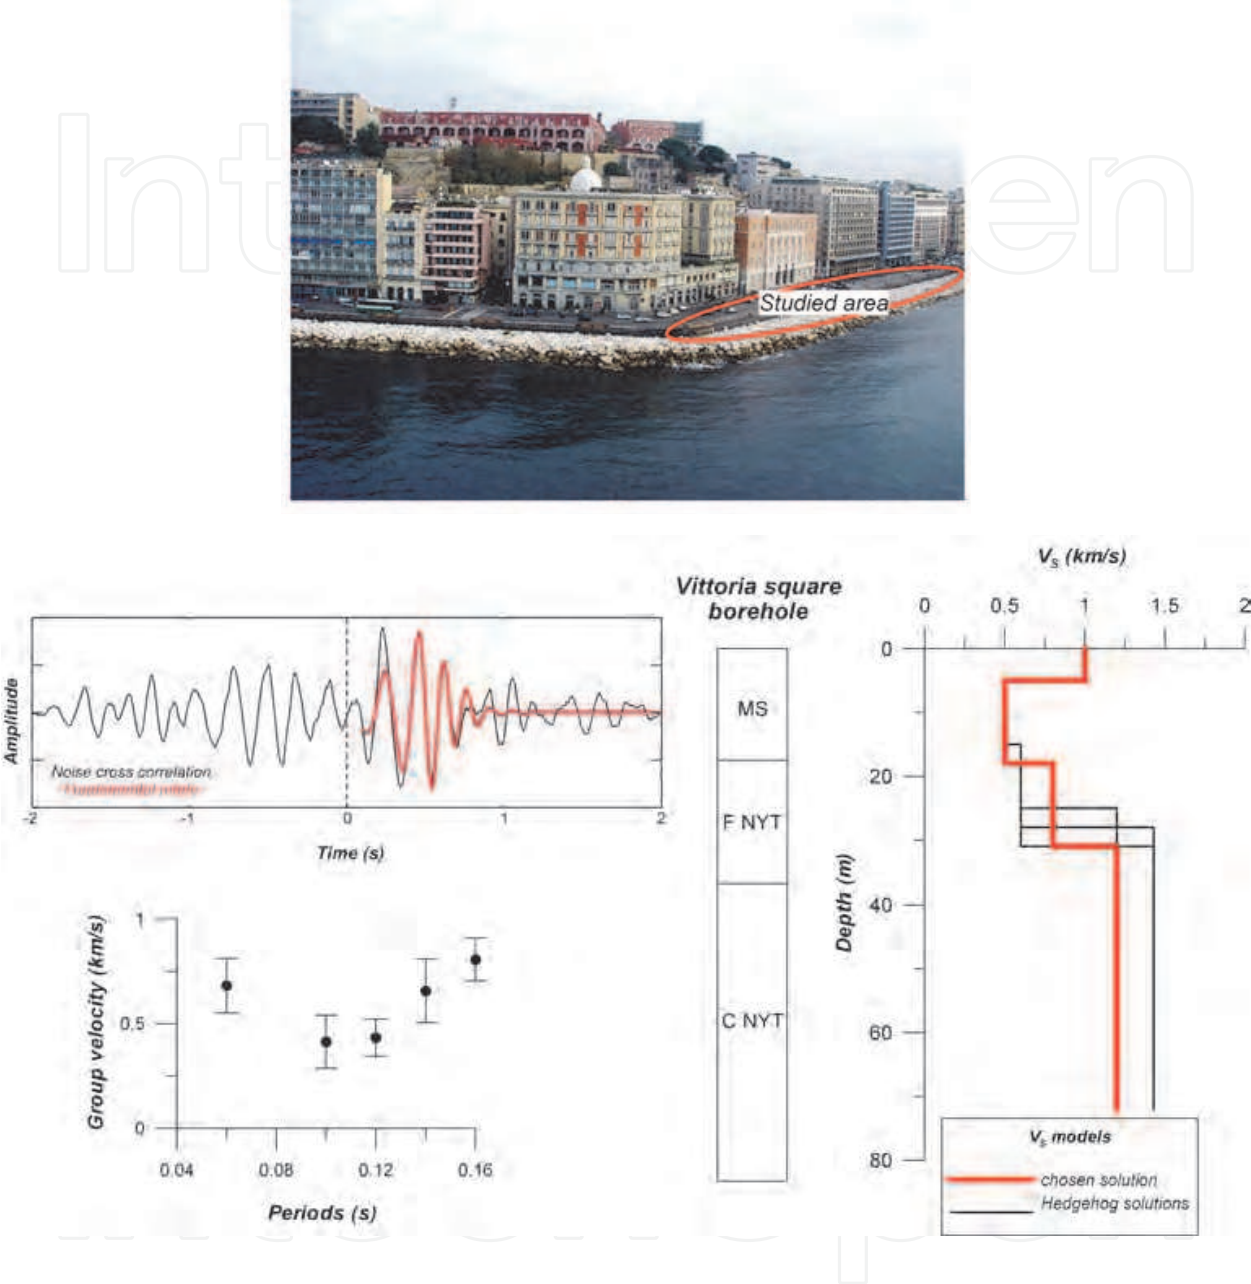 Studied area
Amplitude
Noise cross correlation
-2
-1
0
1
2
Time (s)
Group velocity (km/s)
1
0.5
0
0.04
0.08
0.12
0.16
Periods (s)
Vittoria square
borehole
MS
F NYT
C NYT
Vs (km/s)
0
0.5
1
1.5
2
Depth (m)
0
20
40
60
80
Vs models
chosen solution
Hedgehog solutions